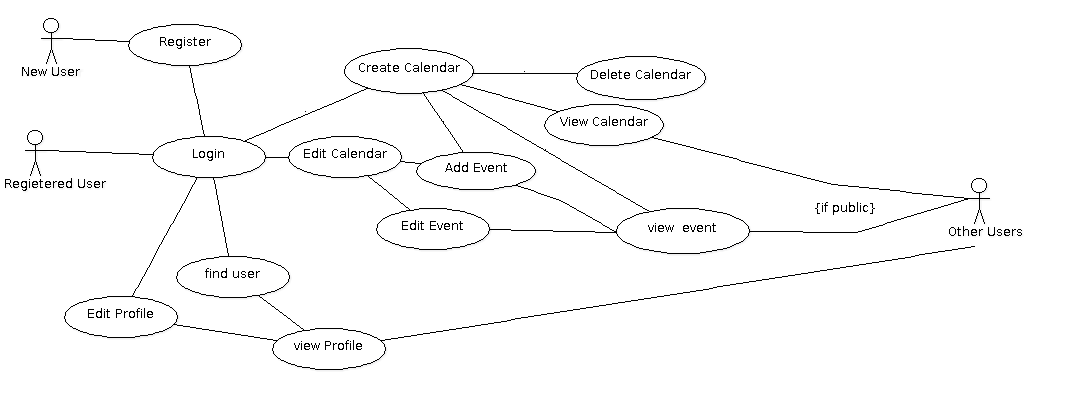 Register
New User
Create Calendar
Delete Calendar
View Calendar
Login
Edit Calendar
Add Event
Regietered User
{if public}
Edit Event
view event
Other Users
find user
Edit Profile
view Profile